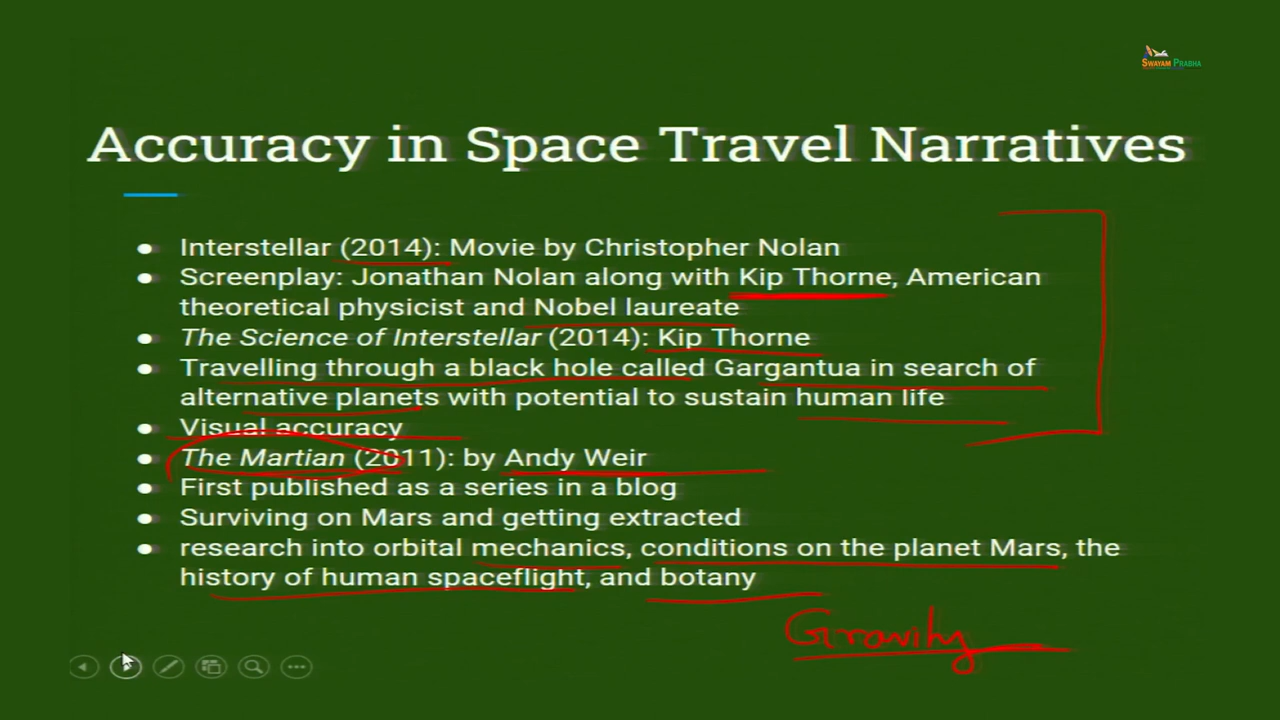 SWAYAM PRABHA
Accuracy in Space Travel Narratives
● Interstellar (2014): Movie by Christopher Nolan
● Screenplay: Jonathan Nolan along with Kip Thorne, American
theoretical physicist and Nobel laureate
● The Science of Interstellar (2014): Kip Thorne
● Travelling through a black hole called Gargantua in search of
alternative planets with potential to sustain human life
● Visual accuracy
● The Martian (2011): by Andy Weir
● First published as a series in a blog
● Surviving on Mars and getting extracted
● research into orbital mechanics, conditions on the planet Mars, the
history of human spaceflight, and botany
Gravity